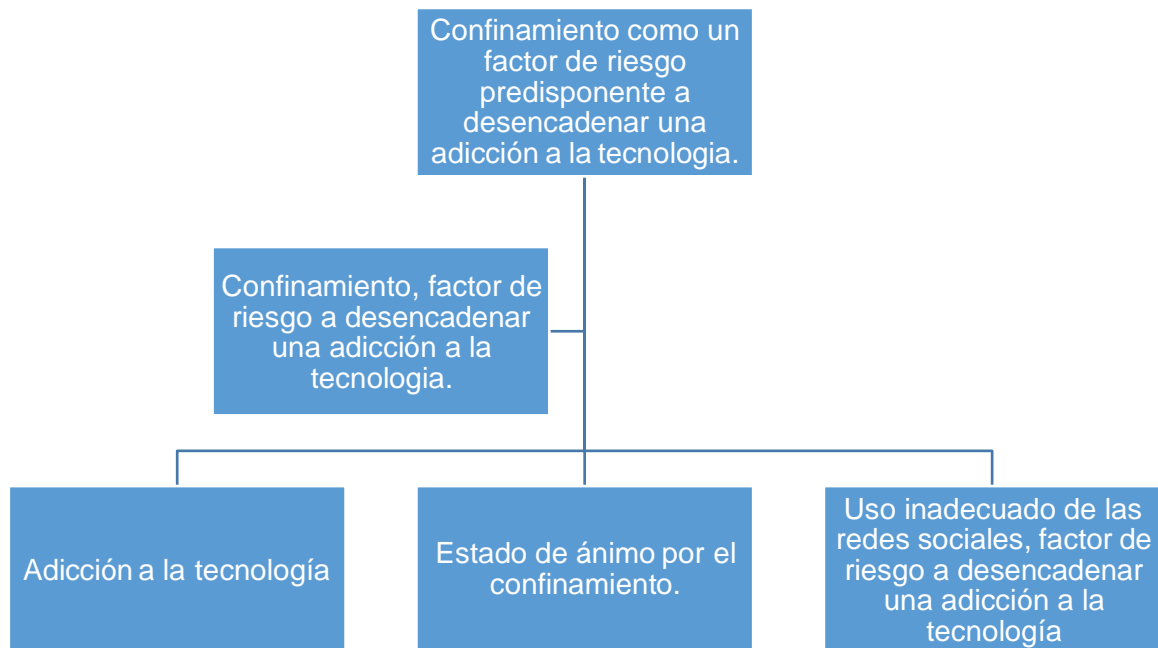 Confinamiento como un
factor de riesgo
predisponente a
desencadenar una
adicción a la tecnologia.
Confinamiento, factor de
riesgo a desencadenar
una adicción a la
tecnologia.
Adicción a la tecnología
Estado de ánimo por el
confinamiento.
Uso inadecuado de las
redes sociales, factor de
riesgo a desencadenar
una adicción a la
tecnología